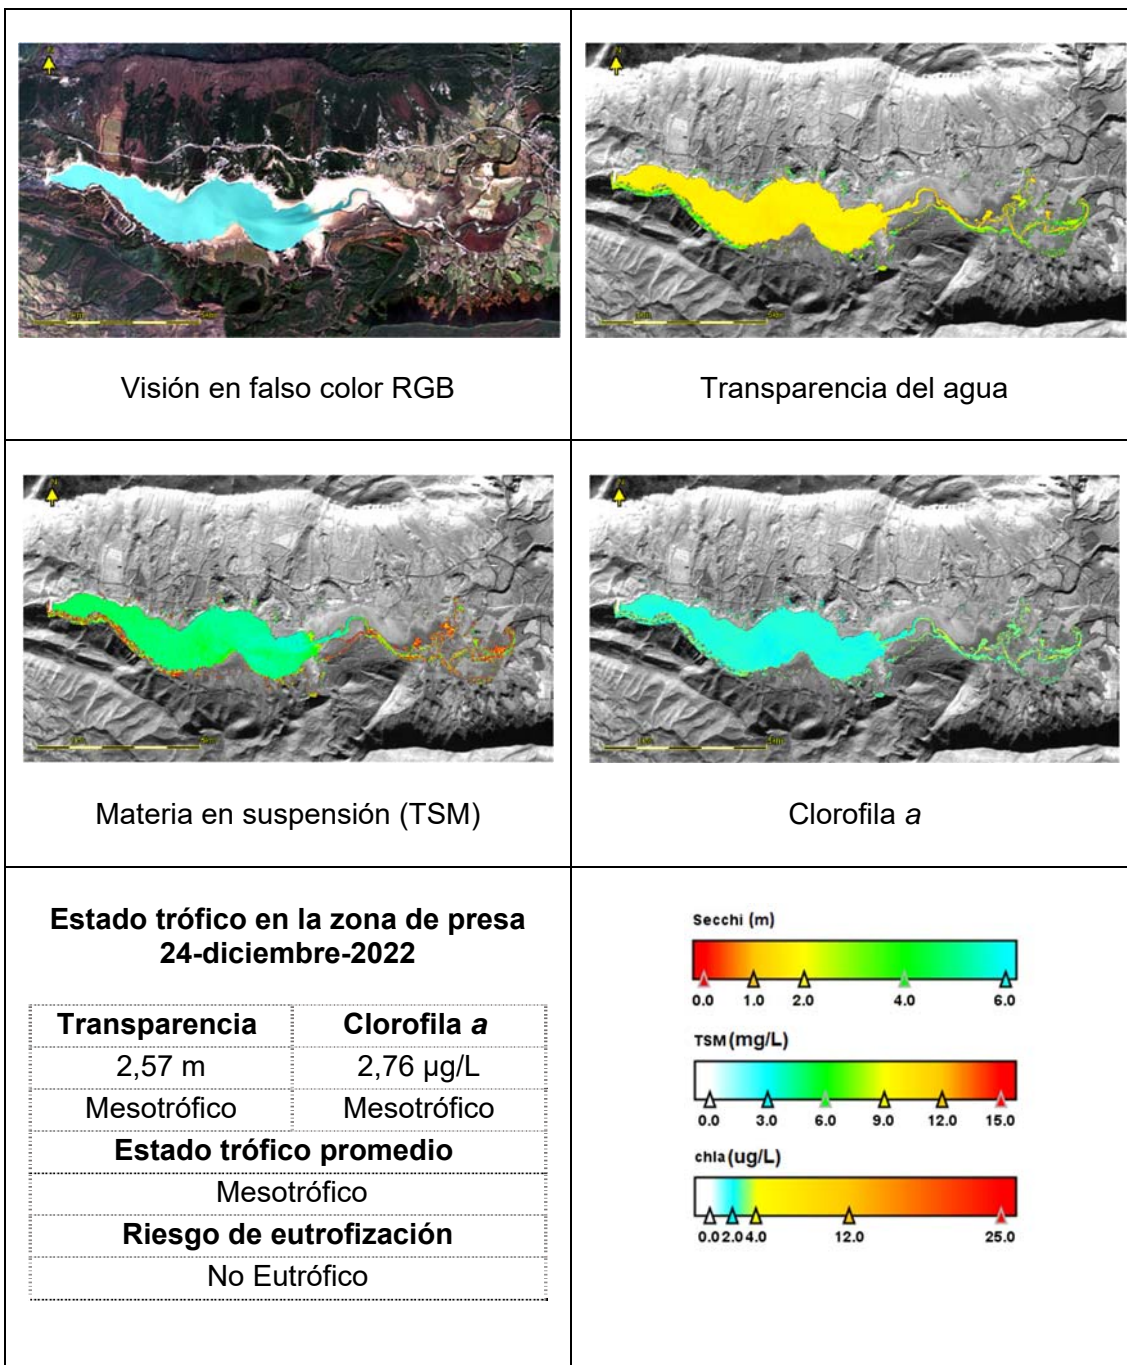 Visión en falso color RGB
Transparencia del agua
Materia en suspensión (TSM)
Clorofila a
Estado trófico en la zona de presa
24-diciembre-2022
Transparencia Clorofila a
2,57 m 2,76 µg/L
Mesotrófico Mesotrófico
Estado trófico promedio
Mesotrófico
Riesgo de eutrofización
No Eutrófico
Secchi (m)
0.0 1.0 2.0 4.0 6.0
TSM (mg/L)
0.0 3.0 6.0 9.0 12.0 15.0
chla (ug/L)
0.0 2.0 4.0 12.0 25.0